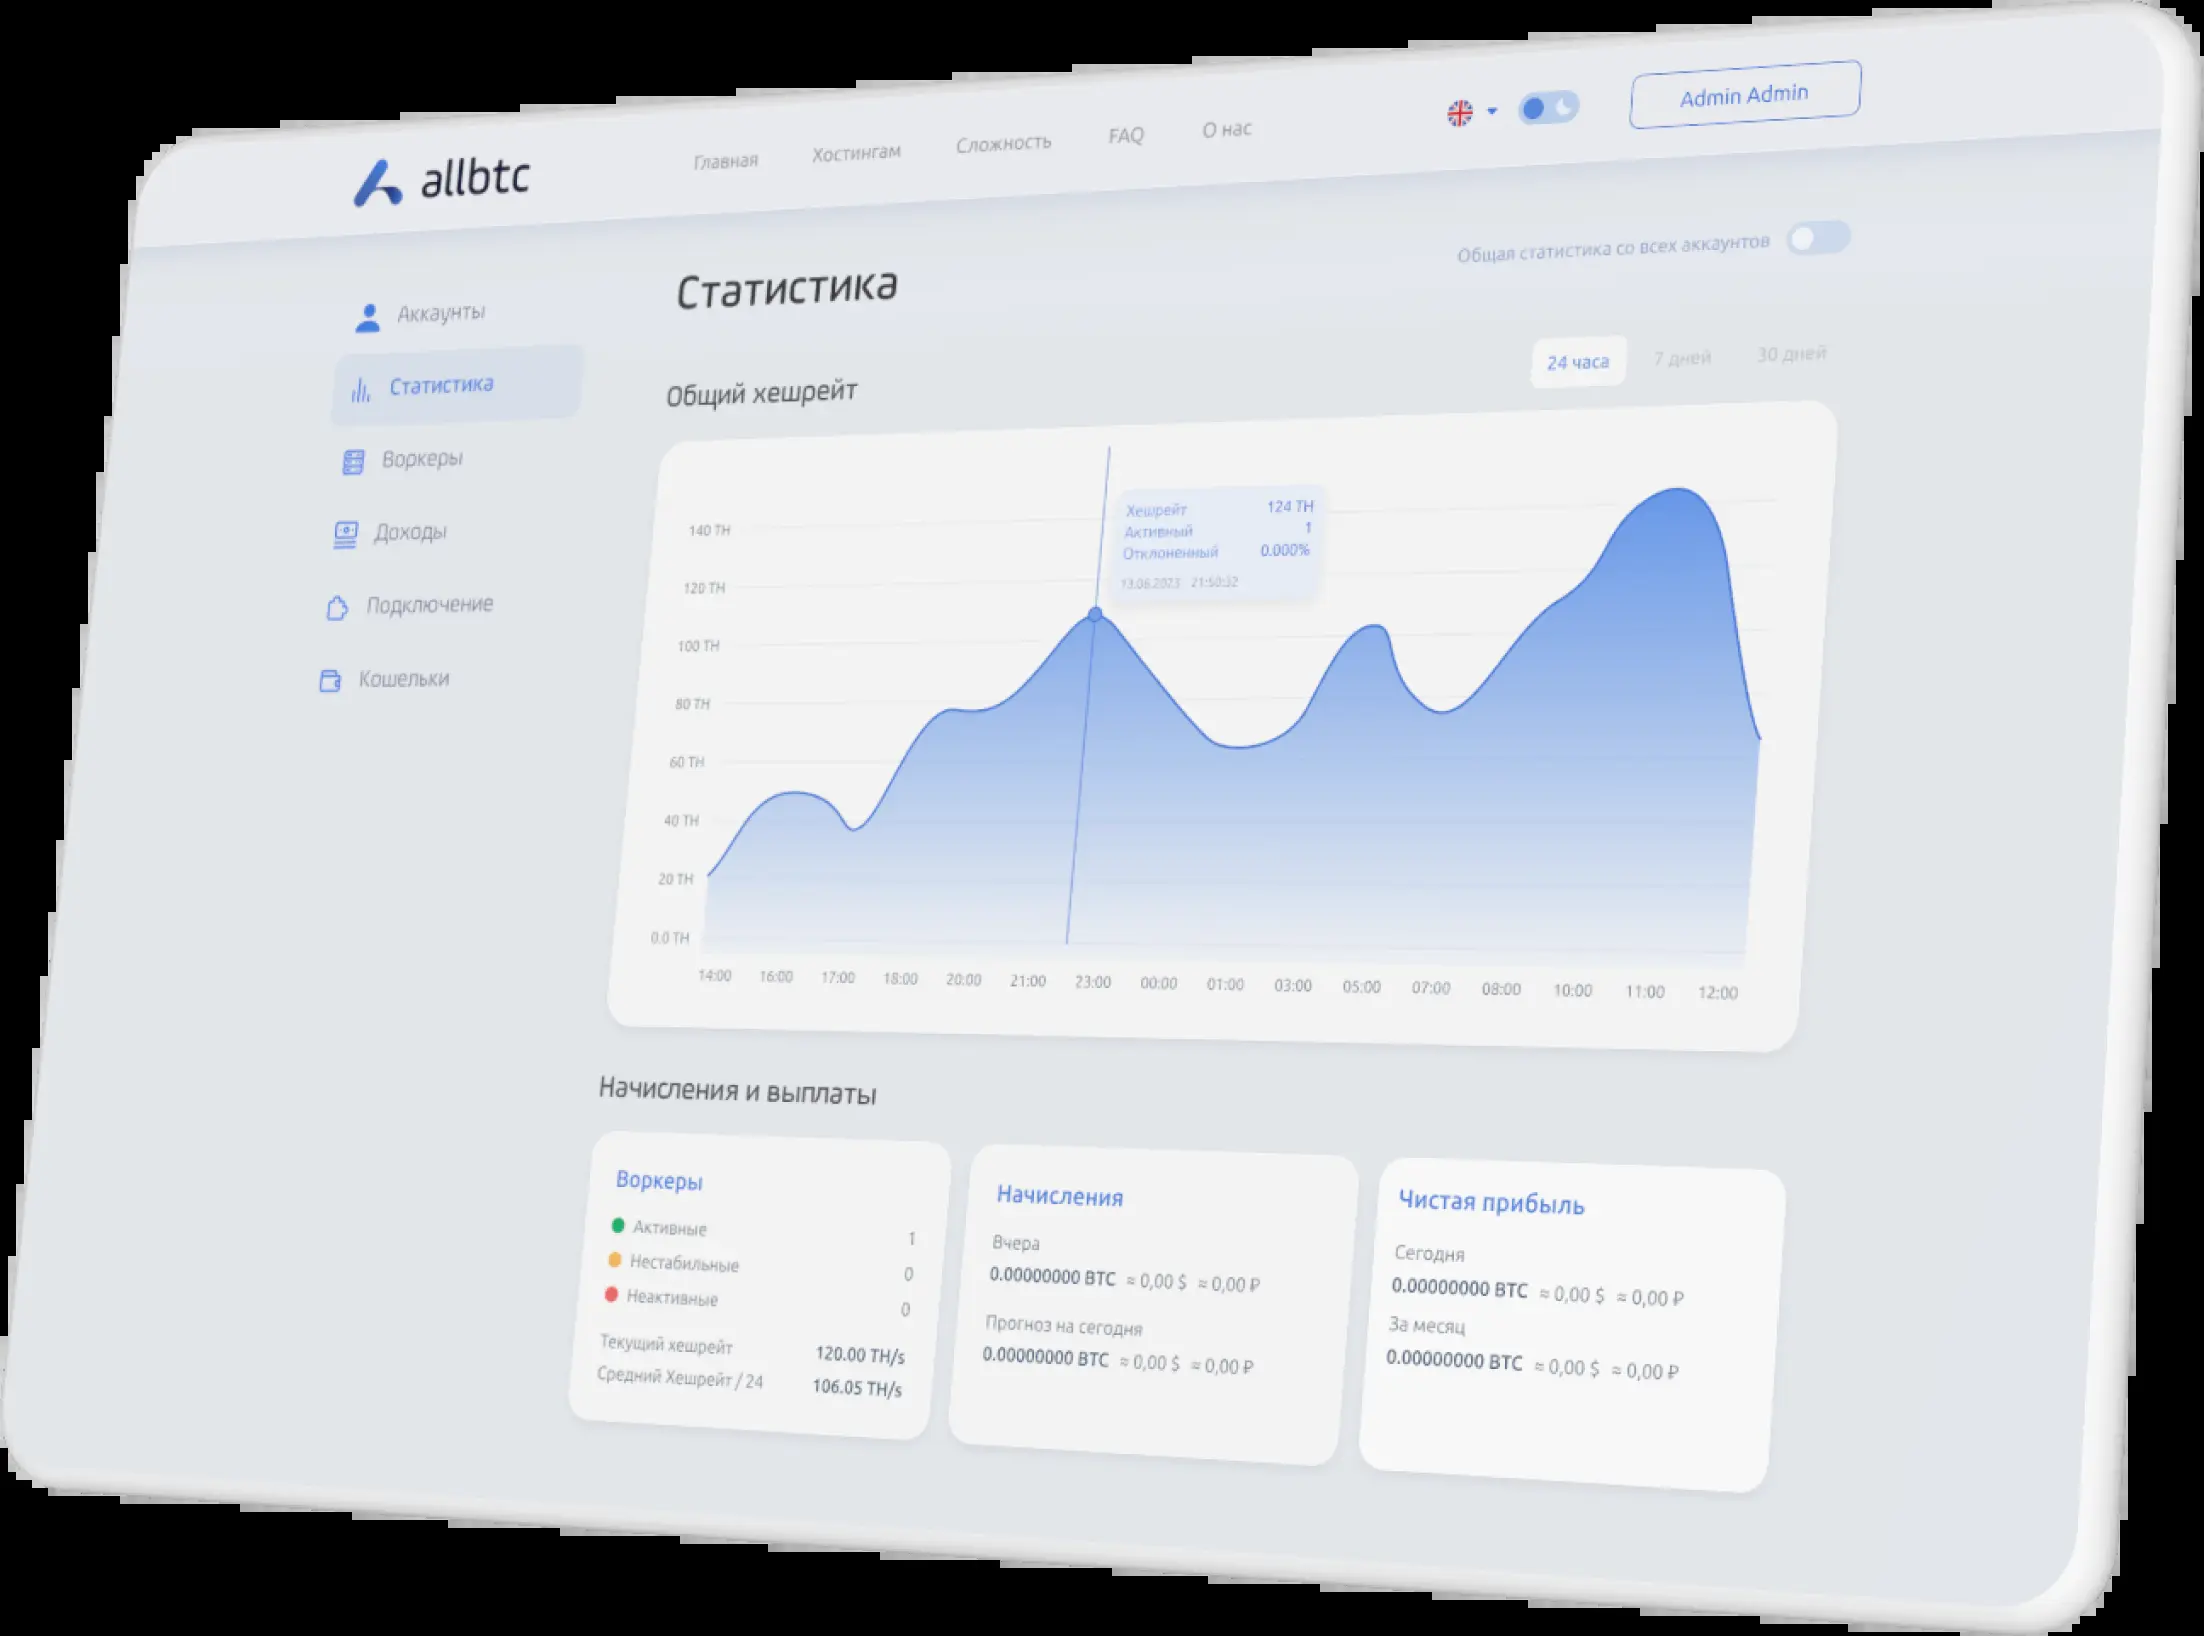 allbtc
Главная Хостингам Сложность FAQ О нас
Admin Admin
Аккаунты
Статистика
Воркеры
Доходы
Подключение
Кошельки
Статистика
Общая статистика со всех аккаунтов
Общий хешрейт
24 часа 7 дней 30 дней
140 TH
120 TH
100 TH
80 TH
60 TH
40 TH
20 TH
0.0 TH
Хешрейт 124 TH
Активный 1
Отклоненный 0.000%
13.06.2023 21:50:32
14:00 16:00 17:00 18:00 20:00 21:00 23:00 00:00 01:00 03:00 05:00 07:00 08:00 10:00 11:00 12:00
Начисления и выплаты
Воркеры
Активные 1
Нестабильные 0
Неактивные 0
Текущий хешрейт 120.00 TH/s
Средний Хешрейт / 24 106.05 TH/s
Начисления
Вчера
0.00000000 BTC ≈ 0,00 $ ≈ 0,00 ₽
Прогноз на сегодня
0.00000000 BTC ≈ 0,00 $ ≈ 0,00 ₽
Чистая прибыль
Сегодня
0.00000000 BTC ≈ 0,00 $ ≈ 0,00 ₽
За месяц
0.00000000 BTC ≈ 0,00 $ ≈ 0,00 ₽